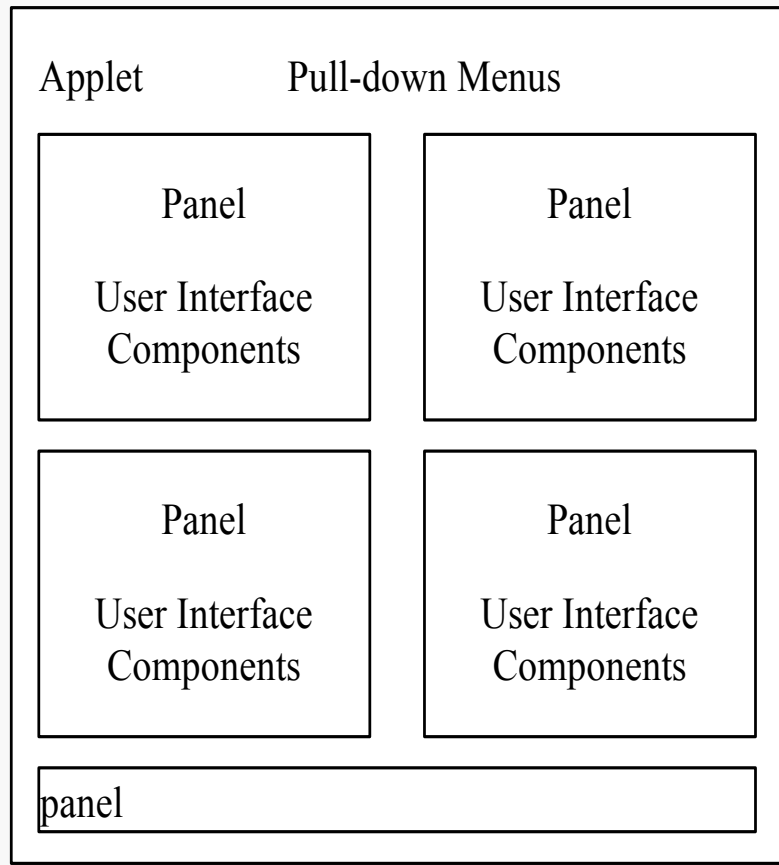 Applet Pull-down Menus
Panel
User Interface
Components
Panel
User Interface
Components
Panel
User Interface
Components
Panel
User Interface
Components
panel